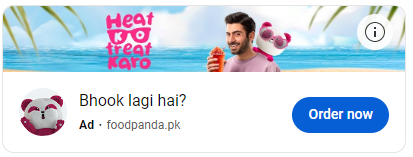 Heat
ko
treat
karo
Bhook lagi hai?
Ad · foodpanda.pk
Order now